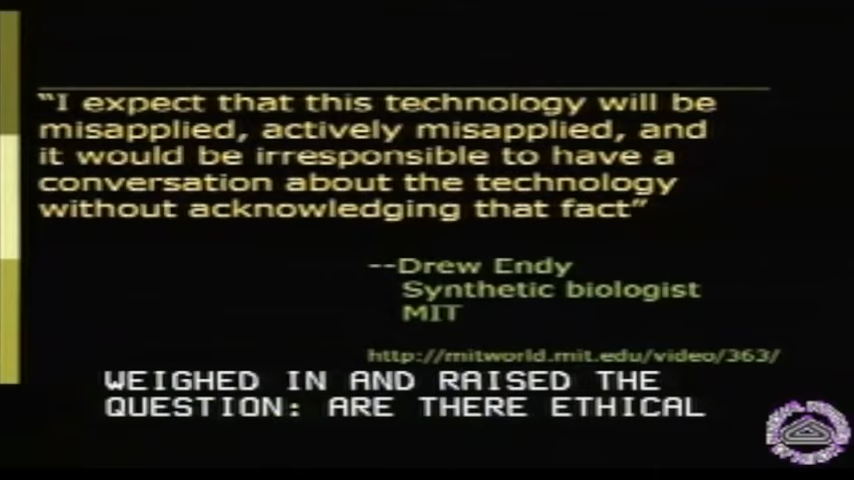 “I expect that this technology will be
misapplied, actively misapplied, and
it would be irresponsible to have a
conversation about the technology
without acknowledging that fact”
--Drew Endy
Synthetic biologist
MIT
http://mitworld.mit.edu/video/363/
WEIGHED IN AND RAISED THE
QUESTION: ARE THERE ETHICAL